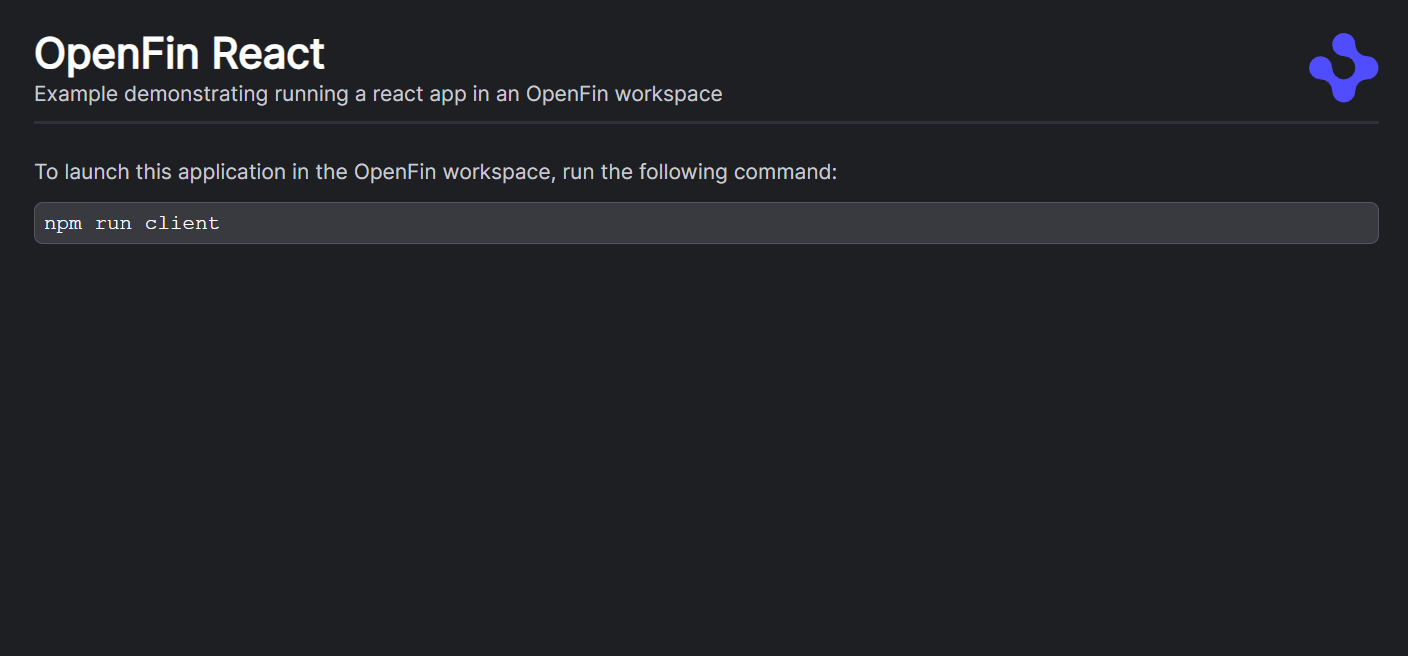 OpenFin React
Example demonstrating running a react app in an OpenFin workspace
To launch this application in the OpenFin workspace, run the following command:
npm run client